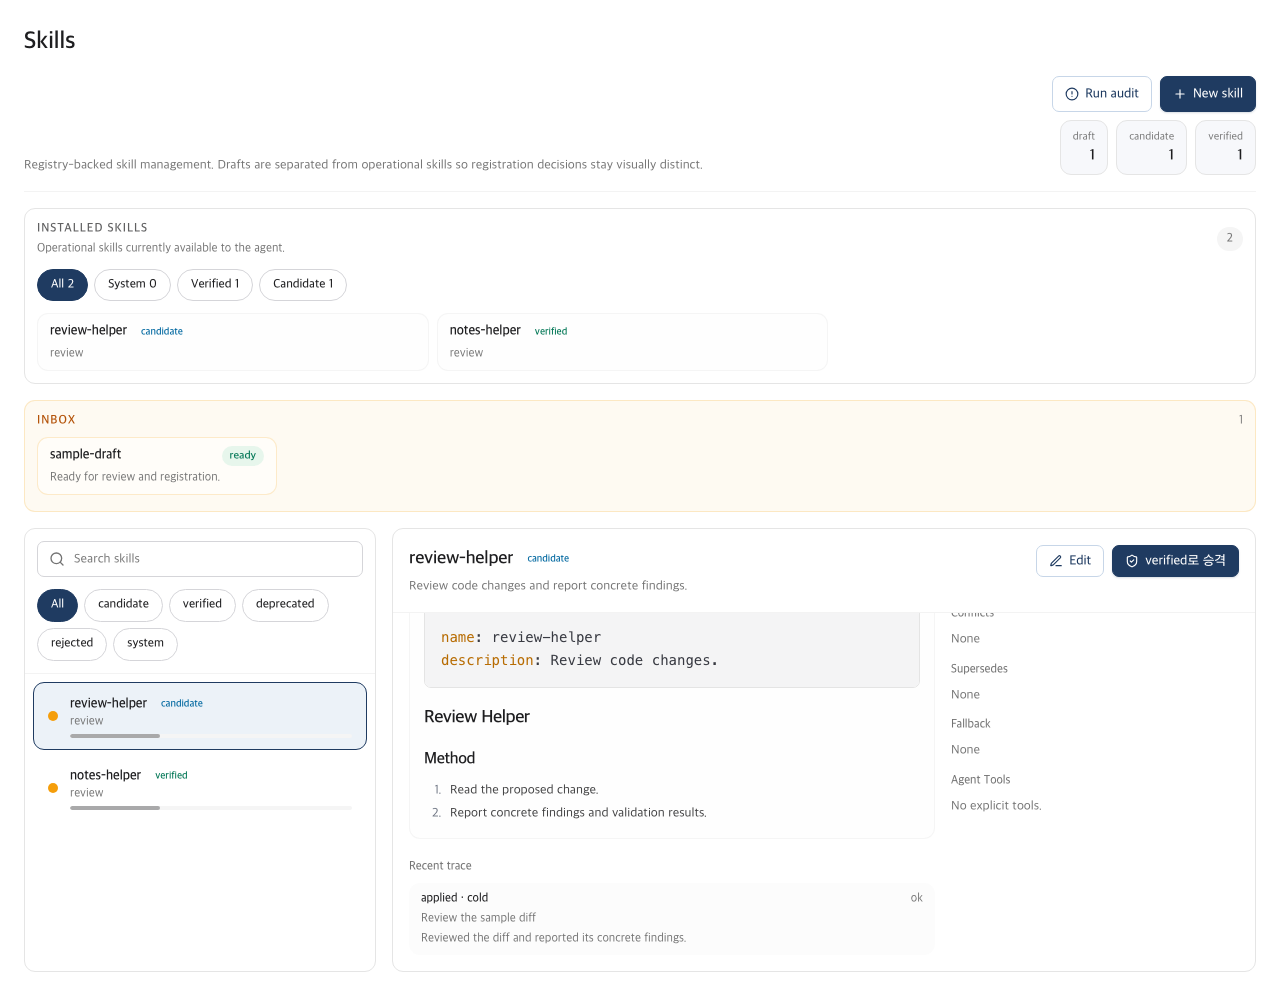 Skills
Run audit
New skill
draft
1
candidate
1
verified
1
Registry-backed skill management. Drafts are separated from operational skills so registration decisions stay visually distinct.
INSTALLED SKILLS
Operational skills currently available to the agent.
2
All 2
System 0
Verified 1
Candidate 1
review-helper candidate
review
notes-helper verified
review
INBOX
1
sample-draft
ready
Ready for review and registration.
Search skills
All
candidate
verified
deprecated
rejected
system
review-helper candidate
review
notes-helper verified
review
review-helper candidate
Review code changes and report concrete findings.
Edit
verified로 승격
name: review-helper
description: Review code changes.
Review Helper
Method
1. Read the proposed change.
2. Report concrete findings and validation results.
Recent trace
applied · cold
ok
Review the sample diff
Reviewed the diff and reported its concrete findings.
Conflicts
None
Supersedes
None
Fallback
None
Agent Tools
No explicit tools.